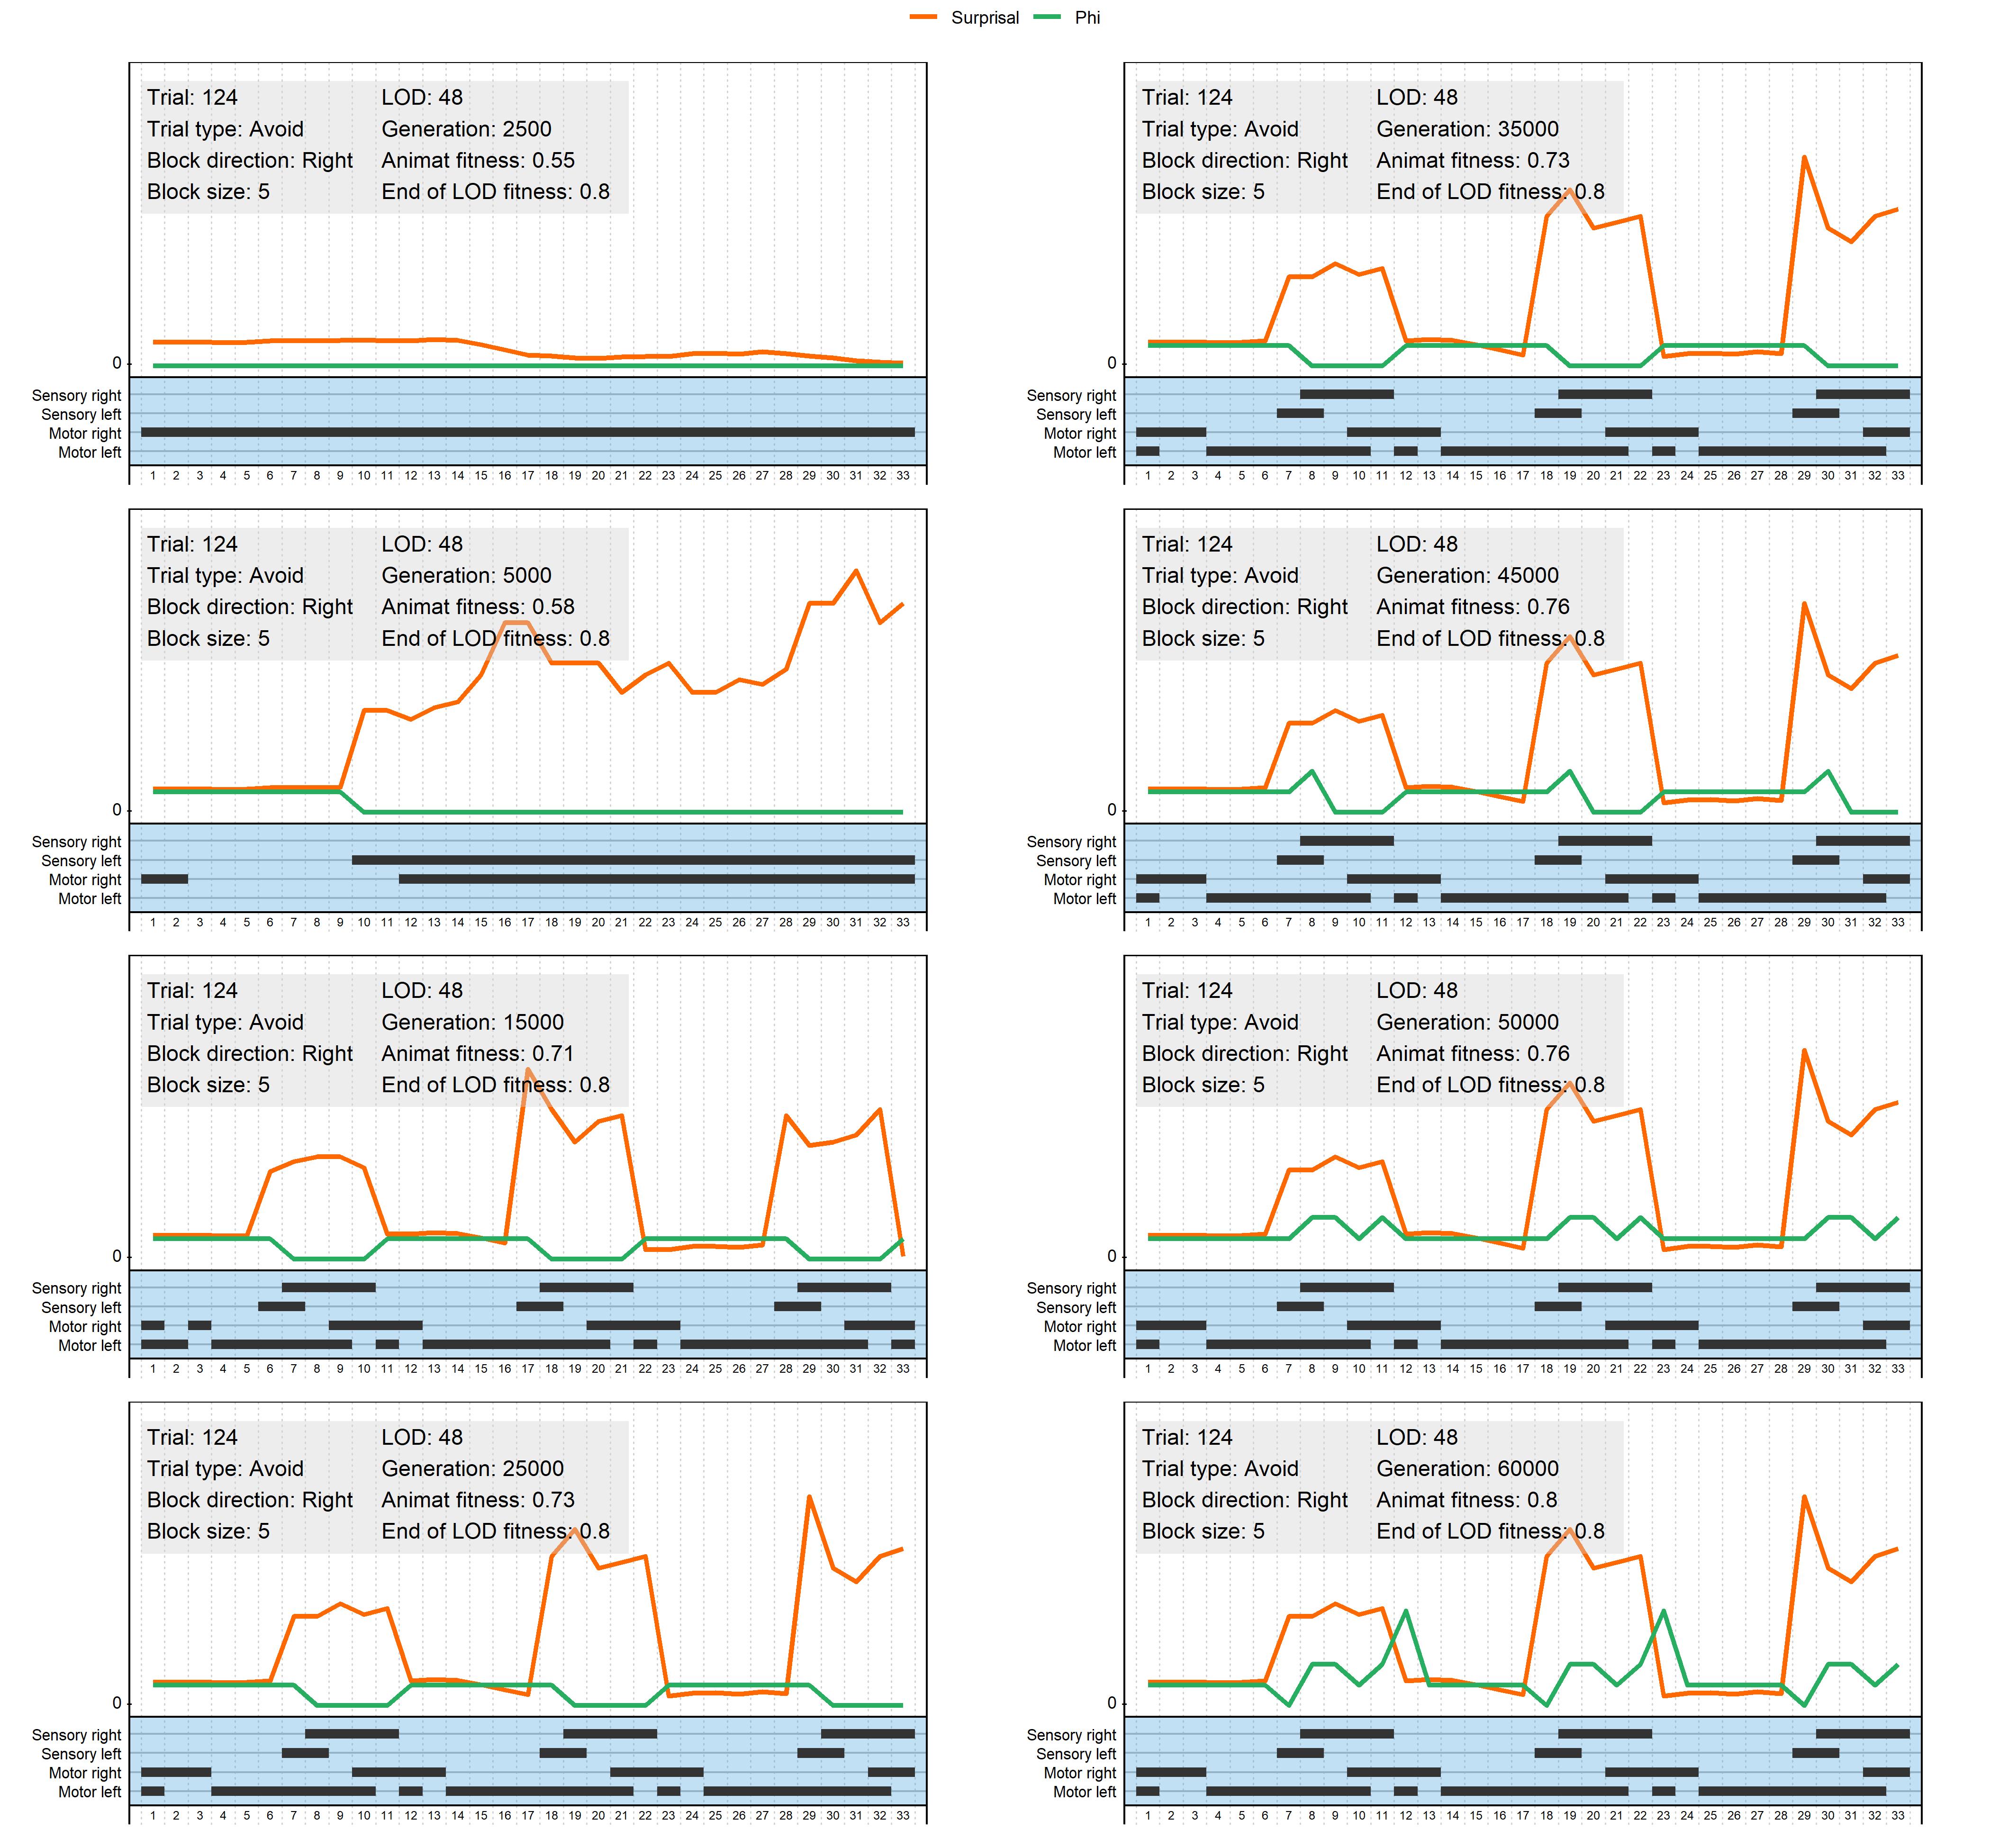 Surprisal Phi
Trial: 124 LOD: 48
Trial type: Avoid Generation: 2500
Block direction: Right Animat fitness: 0.55
Block size: 5 End of LOD fitness: 0.8
0
Sensory right
Sensory left
Motor right
Motor left
1 2 3 4 5 6 7 8 9 10 11 12 13 14 15 16 17 18 19 20 21 22 23 24 25 26 27 28 29 30 31 32 33
Trial: 124 LOD: 48
Trial type: Avoid Generation: 35000
Block direction: Right Animat fitness: 0.73
Block size: 5 End of LOD fitness: 0.8
0
Sensory right
Sensory left
Motor right
Motor left
1 2 3 4 5 6 7 8 9 10 11 12 13 14 15 16 17 18 19 20 21 22 23 24 25 26 27 28 29 30 31 32 33
Trial: 124 LOD: 48
Trial type: Avoid Generation: 5000
Block direction: Right Animat fitness: 0.58
Block size: 5 End of LOD fitness: 0.8
0
Sensory right
Sensory left
Motor right
Motor left
1 2 3 4 5 6 7 8 9 10 11 12 13 14 15 16 17 18 19 20 21 22 23 24 25 26 27 28 29 30 31 32 33
Trial: 124 LOD: 48
Trial type: Avoid Generation: 45000
Block direction: Right Animat fitness: 0.76
Block size: 5 End of LOD fitness: 0.8
0
Sensory right
Sensory left
Motor right
Motor left
1 2 3 4 5 6 7 8 9 10 11 12 13 14 15 16 17 18 19 20 21 22 23 24 25 26 27 28 29 30 31 32 33
Trial: 124 LOD: 48
Trial type: Avoid Generation: 15000
Block direction: Right Animat fitness: 0.71
Block size: 5 End of LOD fitness: 0.8
0
Sensory right
Sensory left
Motor right
Motor left
1 2 3 4 5 6 7 8 9 10 11 12 13 14 15 16 17 18 19 20 21 22 23 24 25 26 27 28 29 30 31 32 33
Trial: 124 LOD: 48
Trial type: Avoid Generation: 50000
Block direction: Right Animat fitness: 0.76
Block size: 5 End of LOD fitness: 0.8
0
Sensory right
Sensory left
Motor right
Motor left
1 2 3 4 5 6 7 8 9 10 11 12 13 14 15 16 17 18 19 20 21 22 23 24 25 26 27 28 29 30 31 32 33
Trial: 124 LOD: 48
Trial type: Avoid Generation: 25000
Block direction: Right Animat fitness: 0.73
Block size: 5 End of LOD fitness: 0.8
0
Sensory right
Sensory left
Motor right
Motor left
1 2 3 4 5 6 7 8 9 10 11 12 13 14 15 16 17 18 19 20 21 22 23 24 25 26 27 28 29 30 31 32 33
Trial: 124 LOD: 48
Trial type: Avoid Generation: 60000
Block direction: Right Animat fitness: 0.8
Block size: 5 End of LOD fitness: 0.8
0
Sensory right
Sensory left
Motor right
Motor left
1 2 3 4 5 6 7 8 9 10 11 12 13 14 15 16 17 18 19 20 21 22 23 24 25 26 27 28 29 30 31 32 33